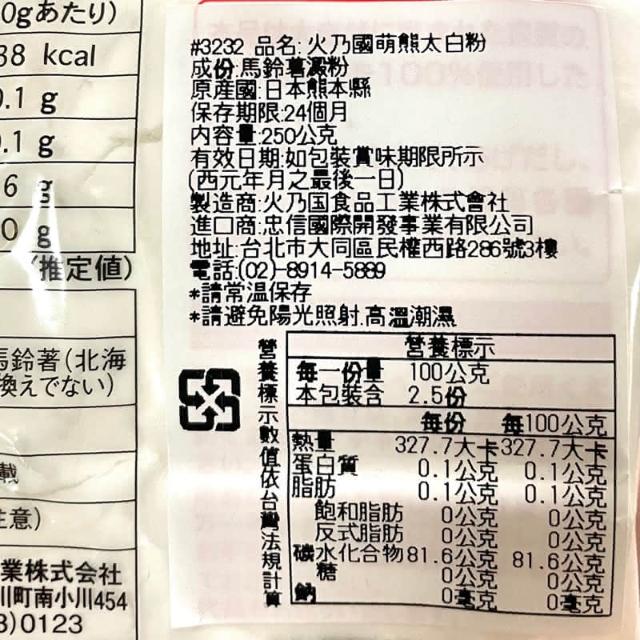 0gあたり)
38 kcal
0.1 g
.1 g
6 g
0 g
(推定値)
馬鈴薯(北海
換えでない)
載
注意)
業株式会社
川町南小川454
3)0123
#3232 品名:火乃國萌熊太白粉
成份:馬鈴薯澱粉
原產國:日本熊本縣
保存期限:24個月
內容量:250公克
有效日期:如包裝賞味期限所示
(西元年月之最後一日)
製造商:火乃国食品工業株式會社
進口商:忠信國際開發事業有限公司
地址:台北市大同區民權西路286號3樓
電話:(02)-8914-5889
*請常温保存
*請避免陽光照射.高溫潮濕
營養標示
每一份量 100公克
本包裝含 2.5份
每份 每100公克
熱量 327.7大卡 327.7大卡
蛋白質 0.1公克 0.1公克
脂肪 0.1公克 0.1公克
飽和脂肪 0公克 0公克
反式脂肪 0公克 0公克
碳水化合物 81.6公克 81.6公克
糖 0公克 0公克
鈉 0毫克 0毫克
營養標示數值依台灣法規計算